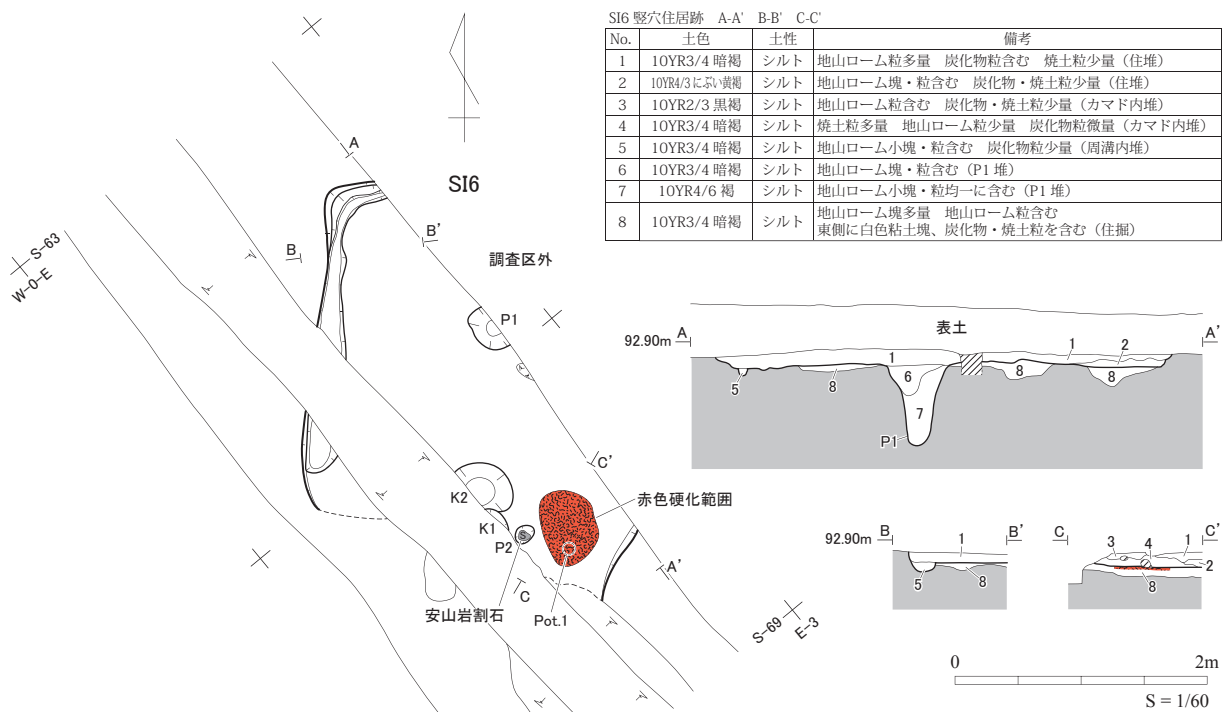 SI6 竪穴住居跡 A-A' B-B' C-C'
No. 土色 土性 備考
1 10YR3/4 暗褐 シルト 地山ローム粒多量 炭化物粒含む 焼土粒少量（住堆）
2 10YR4/3 にぶい黄褐 シルト 地山ローム塊・粒含む 炭化物・焼土粒少量（住堆）
3 10YR2/3 黒褐 シルト 地山ローム粒含む 炭化物・焼土粒少量（カマド内堆）
4 10YR3/4 暗褐 シルト 焼土粒多量 地山ローム粒少量 炭化物粒微量（カマド内堆）
5 10YR3/4 暗褐 シルト 地山ローム小塊・粒含む 炭化物粒少量（周溝内堆）
6 10YR3/4 暗褐 シルト 地山ローム塊・粒含む（P1 堆）
7 10YR4/6 褐 シルト 地山ローム小塊・粒均一に含む（P1 堆）
8 10YR3/4 暗褐 シルト 地山ローム塊多量 地山ローム粒含む
東側に白色粘土塊、炭化物・焼土粒を含む（住掘）
A
SI6
B'
B
S-63
W-0-E
調査区外
P1
C'
赤色硬化範囲
K2
K1
P2
S
A'
C
安山岩割石
Pot.1
S-69
E-3
92.90m A A'
表土
1 1 2
5 8 6 8 8
7
P1
92.90m B B' C C'
1 3 4 1
2
5 8 8
0 2m
S = 1/60